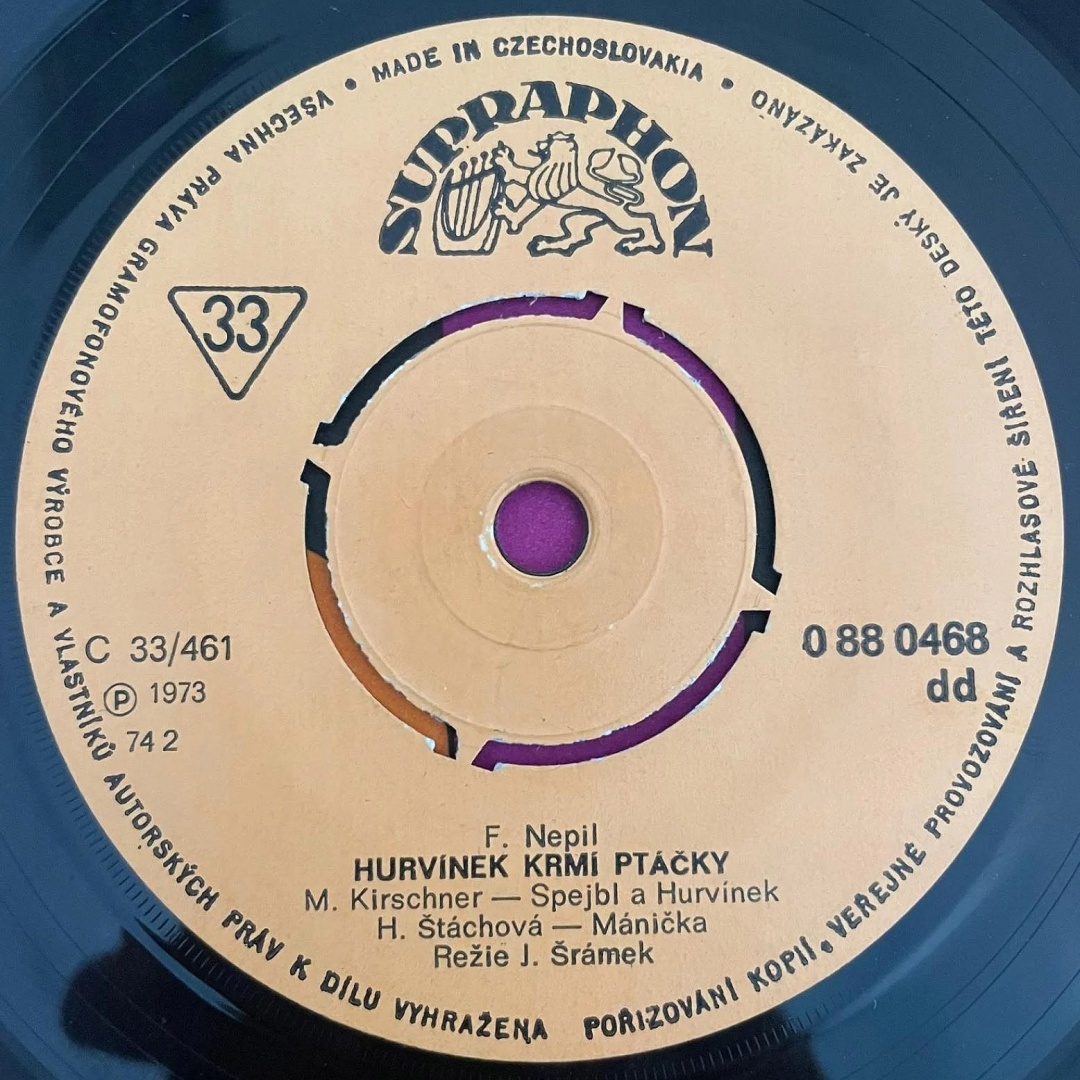 MADE IN CZECHOSLOVAKIA •
VŠECHNA PRÁVA GRAMOFONOVÉHO VÝROBCE A VLASTNÍKŮ AUTORSKÝCH PRÁV K DÍLU VYHRAŽENA
POŘIZOVÁNÍ KOPIÍ, VEŘEJNÉ PROVOZOVÁNÍ A ROZHLASOVÉ ŠÍŘENÍ TÉTO DESKY JE ZAKÁZÁNO •
SUPRAPHON
33
C 33/461
Ⓟ 1973
74 2
0 88 0468
dd
F. Nepil
HURVÍNEK KRMÍ PTÁČKY
M. Kirschner — Spejbl a Hurvínek
H. Štáchová — Mánička
Režie J. Šrámek